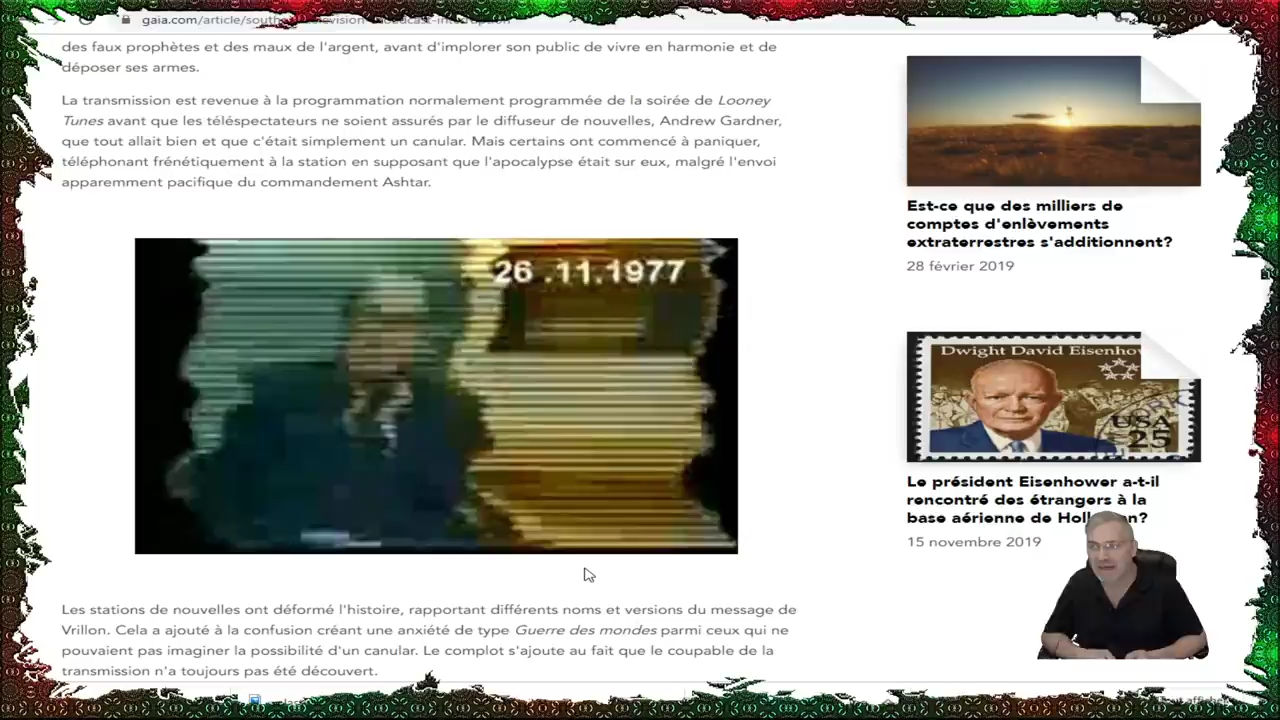 gaia.com/article/south
des faux prophètes et des maux de l'argent, avant d'implorer son public de vivre en harmonie et de
déposer ses armes.
La transmission est revenue à la programmation normalement programmée de la soirée de Looney
Tunes avant que les téléspectateurs ne soient assurés par le diffuseur de nouvelles, Andrew Gardner,
que tout allait bien et que c'était simplement un canular. Mais certains ont commencé à paniquer,
téléphonant frénétiquement à la station en supposant que l'apocalypse était sur eux, malgré l'envoi
apparemment pacifique du commandement Ashtar.
26 .11.1977
Les stations de nouvelles ont déformé l'histoire, rapportant différents noms et versions du message de
Vrillon. Cela a ajouté à la confusion créant une anxiété de type Guerre des mondes parmi ceux qui ne
pouvaient pas imaginer la possibilité d'un canular. Le complot s'ajoute au fait que le coupable de la
transmission n'a toujours pas été découvert.
Est-ce que des milliers de
comptes d'enlèvements
extraterrestres s'additionnent?
28 février 2019
Dwight David Eisenhow
USA
25
Le président Eisenhower a-t-il
rencontré des étrangers à la
base aérienne de
15 novembre 2019